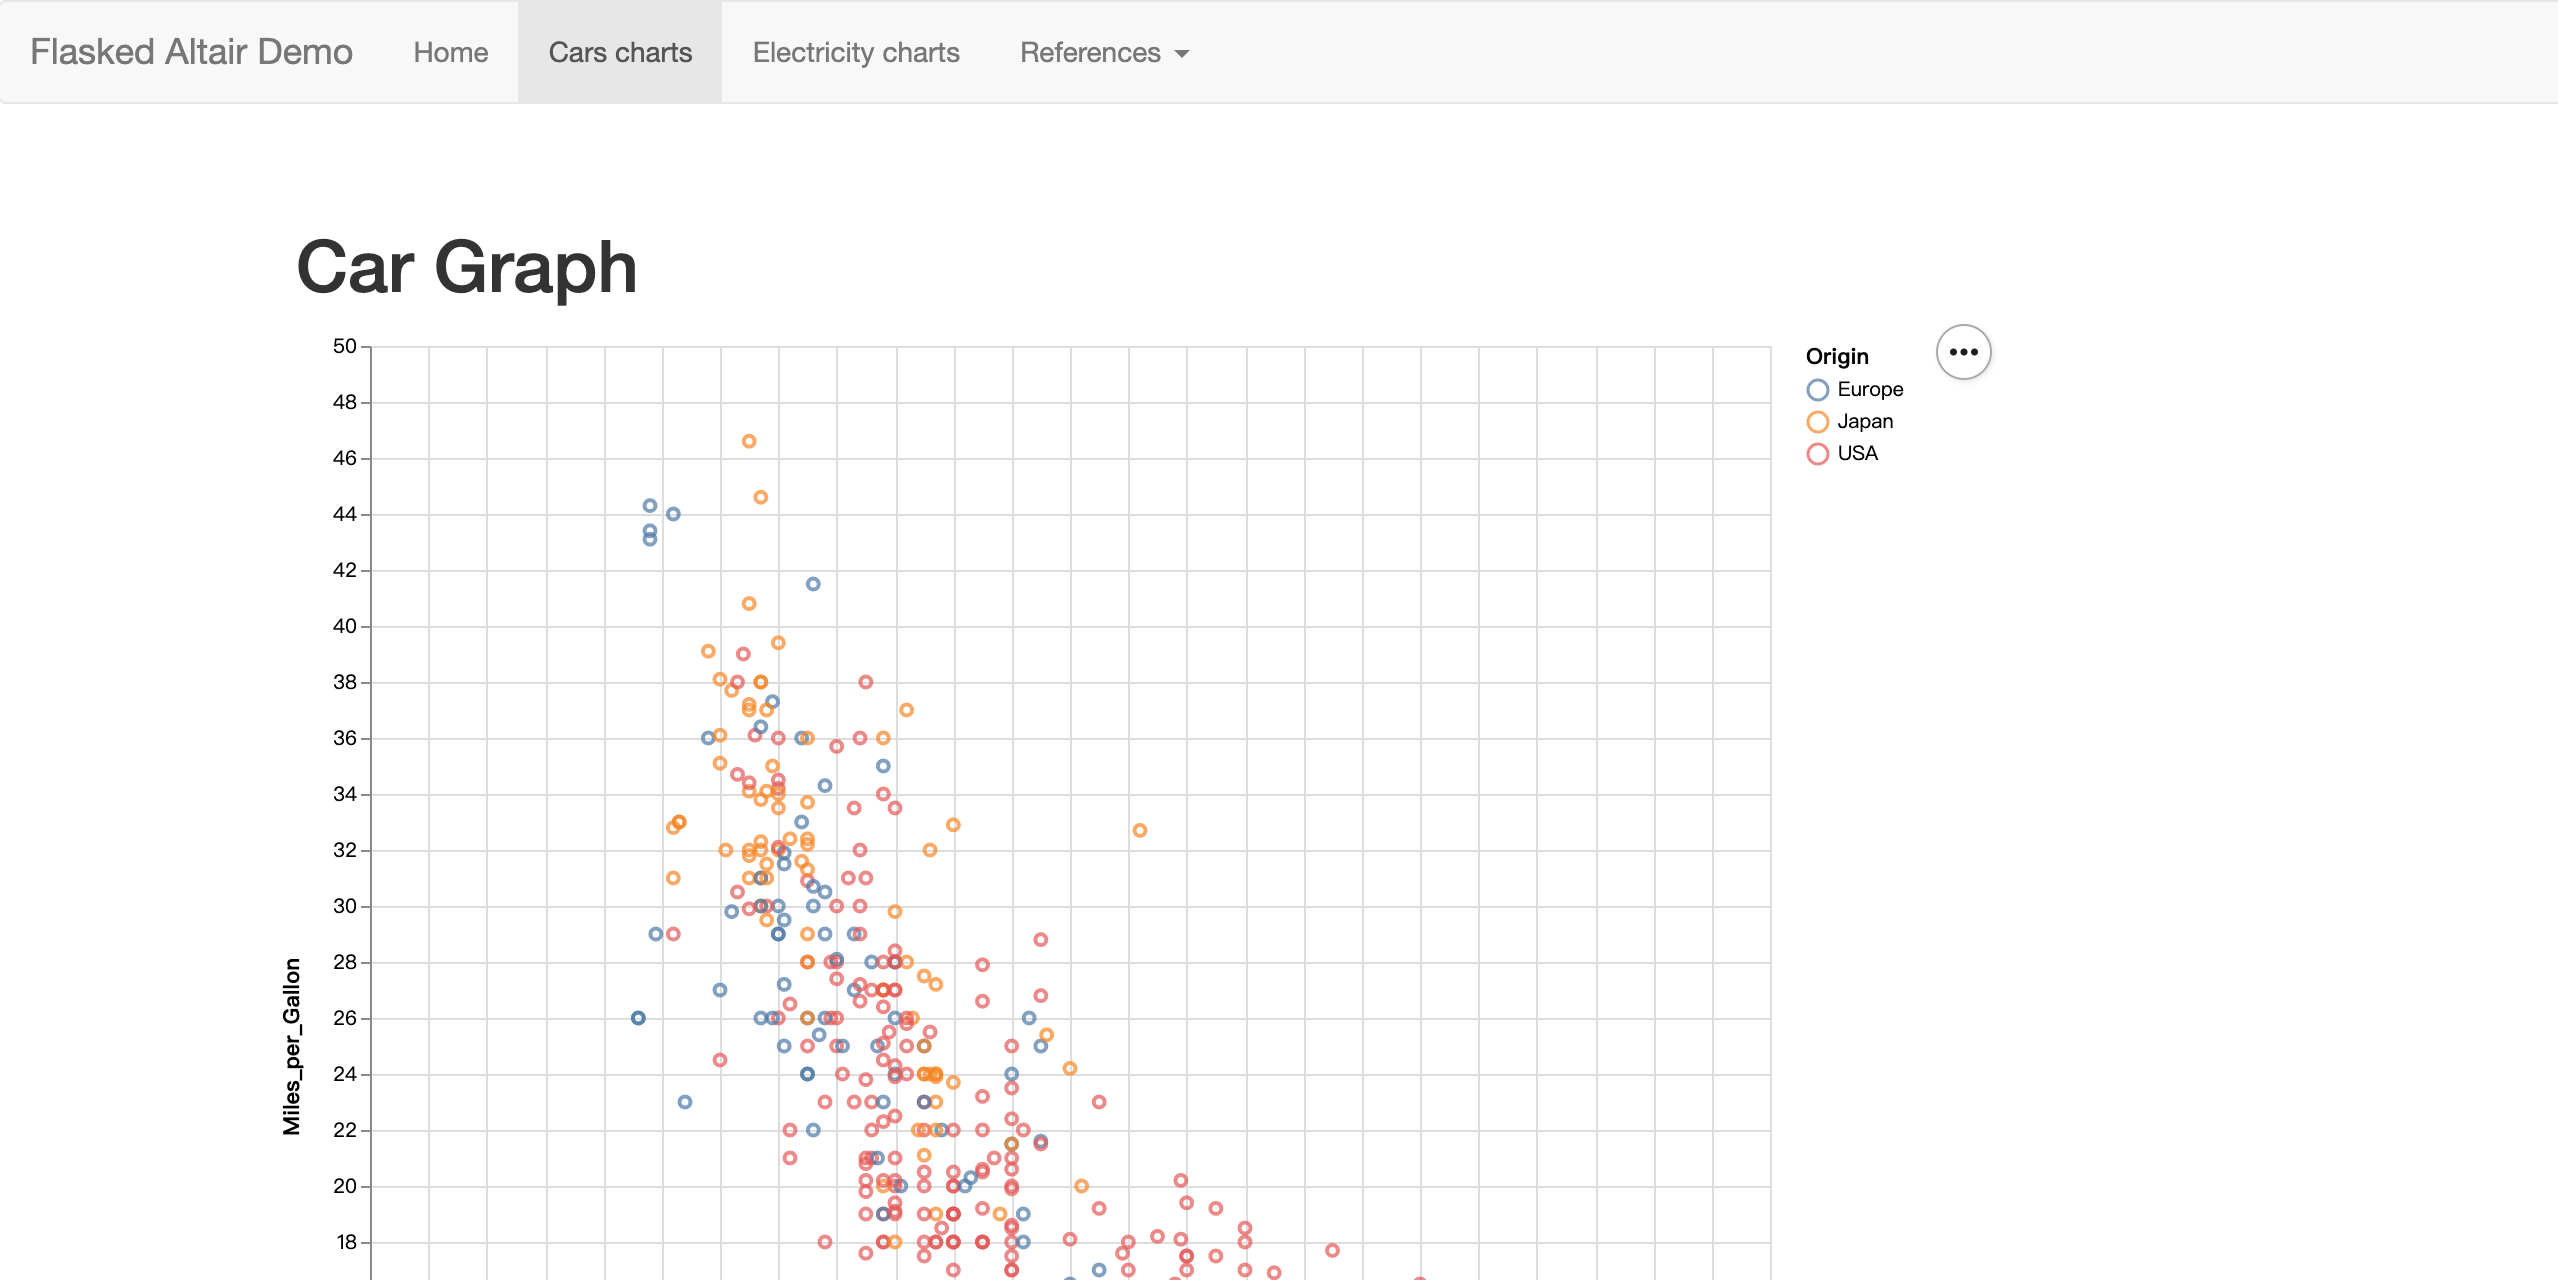 Flasked Altair Demo Home Cars charts Electricity charts References
Car Graph
50
48
46
44
42
40
38
36
34
32
30
28
26
24
22
20
18
Miles_per_Gallon
Origin
Europe
Japan
USA